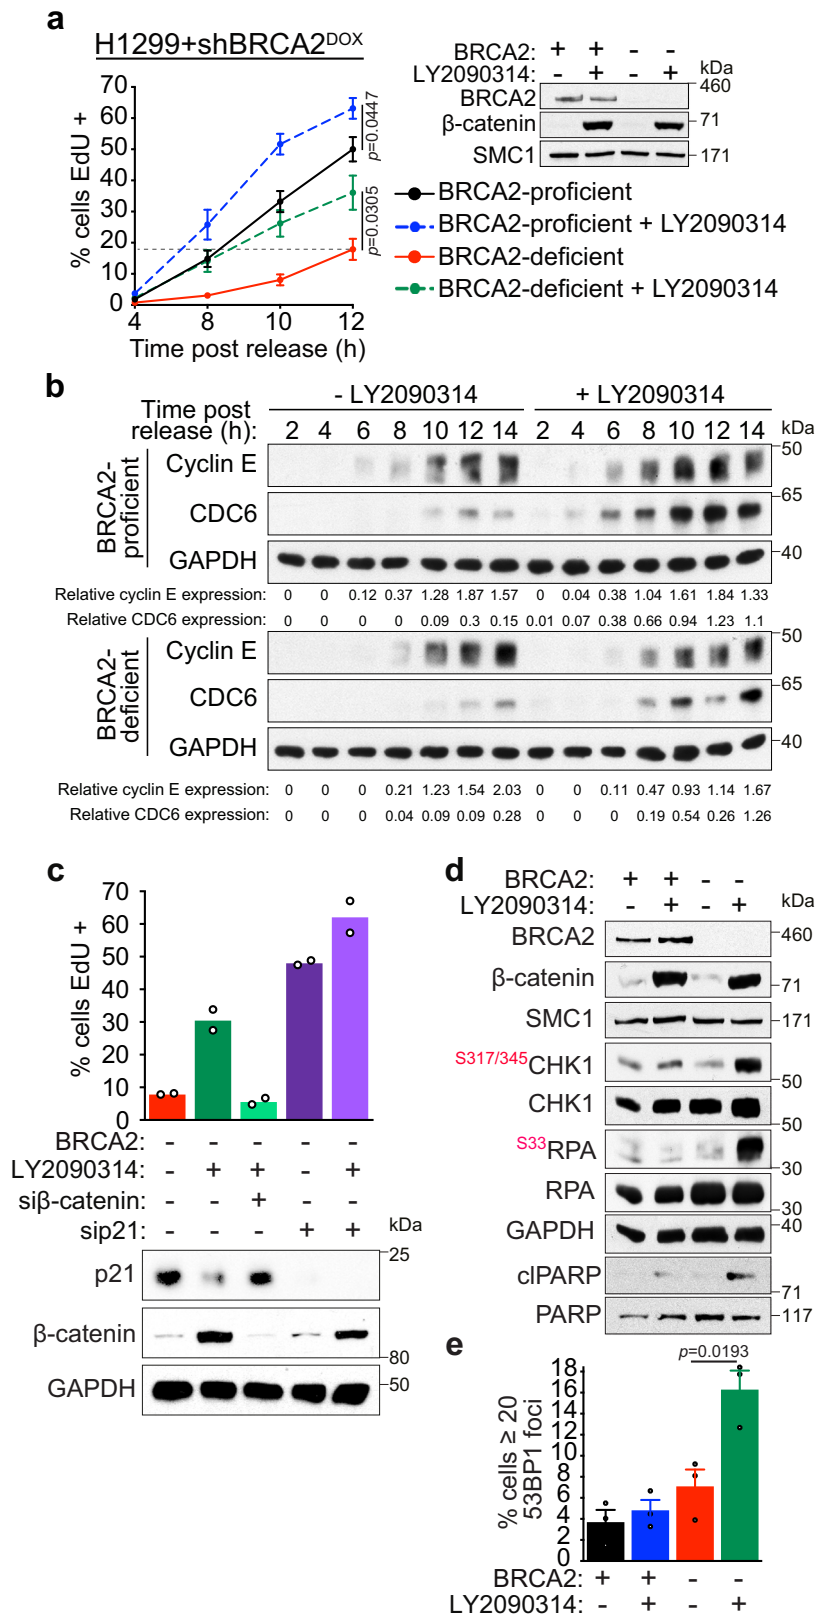 a
H1299+shBRCA2DOX
% cells EdU +
70
60
50
40
30
20
10
0
4 8 10 12
Time post release (h)
p=0.0447
p=0.0305
BRCA2: + + - -
LY2090314: - + - +
kDa
BRCA2
460
β-catenin
71
SMC1
171
BRCA2-proficient
BRCA2-proficient + LY2090314
BRCA2-deficient
BRCA2-deficient + LY2090314
b
- LY2090314 + LY2090314
Time post release (h): 2 4 6 8 10 12 14 2 4 6 8 10 12 14 kDa
BRCA2-proficient
Cyclin E
50
CDC6
65
GAPDH
40
Relative cyclin E expression: 0 0 0.12 0.37 1.28 1.87 1.57 0 0.04 0.38 1.04 1.61 1.84 1.33
Relative CDC6 expression: 0 0 0 0 0.09 0.3 0.15 0.01 0.07 0.38 0.66 0.94 1.23 1.1
BRCA2-deficient
Cyclin E
50
CDC6
65
GAPDH
40
Relative cyclin E expression: 0 0 0 0.21 1.23 1.54 2.03 0 0 0.11 0.47 0.93 1.14 1.67
Relative CDC6 expression: 0 0 0 0.04 0.09 0.09 0.28 0 0 0 0.19 0.54 0.26 1.26
c
% cells EdU +
70
60
50
40
30
20
10
0
BRCA2: - - - - -
LY2090314: - + + - +
siβ-catenin: - - + - -
sip21: - - - + +
kDa
p21
25
β-catenin
80
GAPDH
50
d
BRCA2: + + - -
LY2090314: - + - +
kDa
BRCA2
460
β-catenin
71
SMC1
171
S317/345CHK1
50
CHK1
50
S33RPA
30
RPA
30
GAPDH
40
clPARP
71
PARP
117
e
p=0.0193
% cells ≥ 20
53BP1 foci
18
16
14
12
10
8
6
4
2
0
BRCA2: + + - -
LY2090314: - + - +